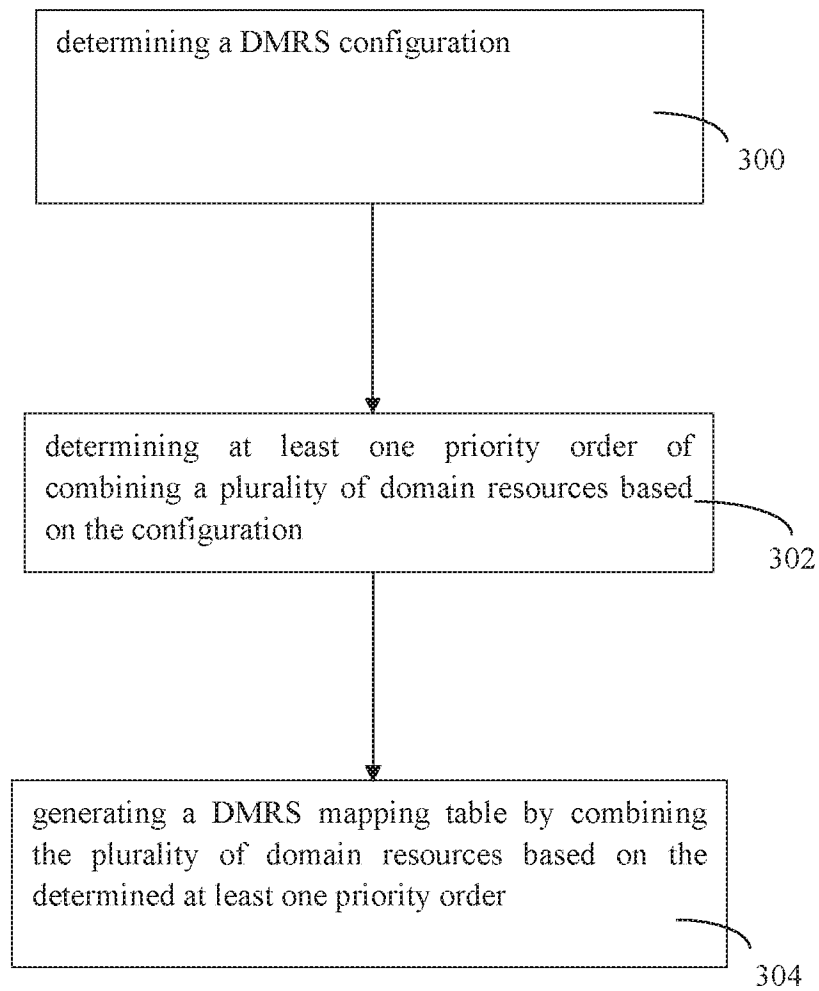 determining a DMRS configuration
300
determining at least one priority order of
combining a plurality of domain resources based
on the configuration
302
generating a DMRS mapping table by combining
the plurality of domain resources based on the
determined at least one priority order
304